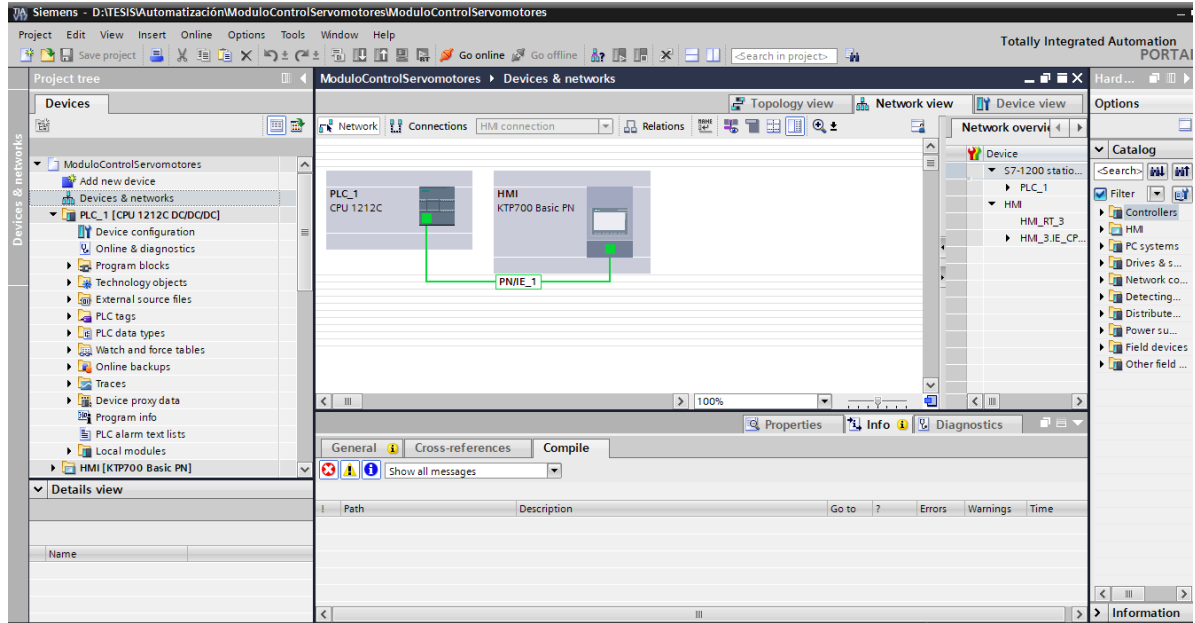 Siemens - D:\TESIS\Automatización\ModuloControlServomotores\ModuloControlServomotores
Project Edit View Insert Online Options Tools Window Help
Totally Integrated Automation
PORTAL
Save project
Go online
Go offline
<Search in project>
Project tree
Devices
Devices & network
ModuloControlServomotores
Add new device
Devices & networks
PLC_1 [CPU 1212C DC/DC/DC]
Device configuration
Online & diagnostics
Program blocks
Technology objects
External source files
PLC tags
PLC data types
Watch and force tables
Online backups
Traces
Device proxy data
Program info
PLC alarm text lists
Local modules
HMI [KTP700 Basic PN]
Details view
Name
ModuloControlServomotores Devices & networks
Topology view Network view Device view
Network Connections HMI connection Relations
PLC_1
CPU 1212C
HMI
KTP700 Basic PN
PN/IE_1
100%
Network overvie
Device
S7-1200 statio...
PLC_1
HMI
HMI_RT_3
HMI_3.IE_CP...
Properties Info Diagnostics
General Cross-references Compile
Show all messages
! Path Description Go to ? Errors Warnings Time
Hard...
Options
Catalog
<Search>
Filter
Controllers
HMI
PC systems
Drives & s...
Network co...
Detecting...
Distribute...
Power su...
Field devices
Other field ...
Information